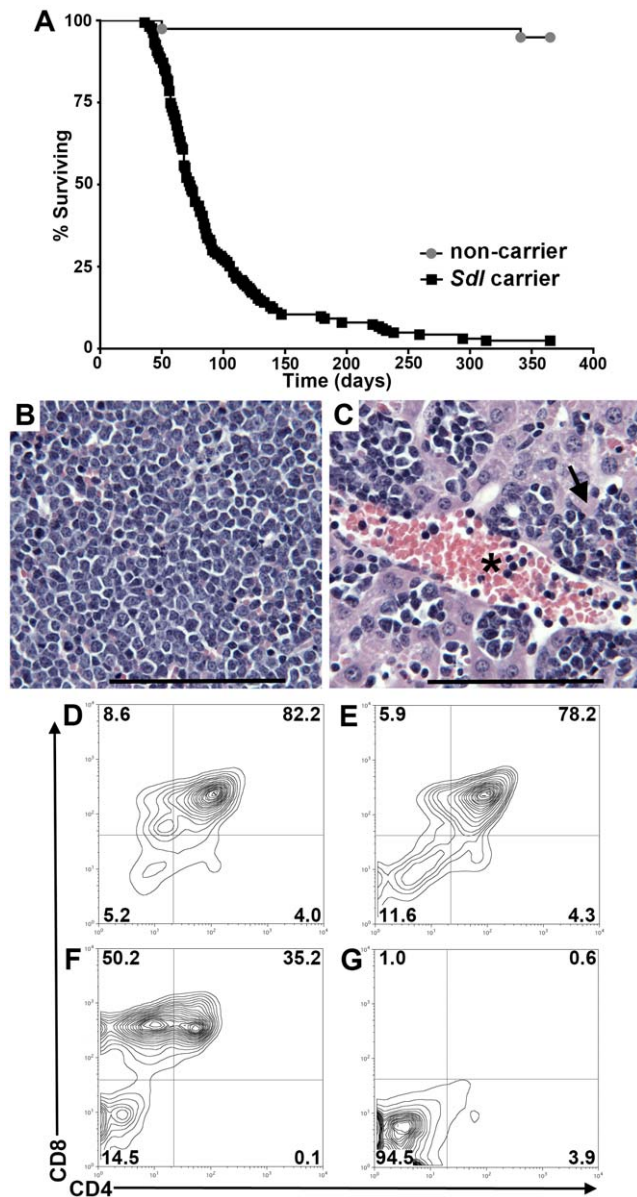 A
100
75
50
25
0
% Surviving
non-carrier
Sdl carrier
0 50 100 150 200 250 300 350 400
Time (days)
B
C
*
D
8.6 82.2
5.2 4.0
E
5.9 78.2
11.6 4.3
F
50.2 35.2
14.5 0.1
G
1.0 0.6
94.5 3.9
CD8
CD4